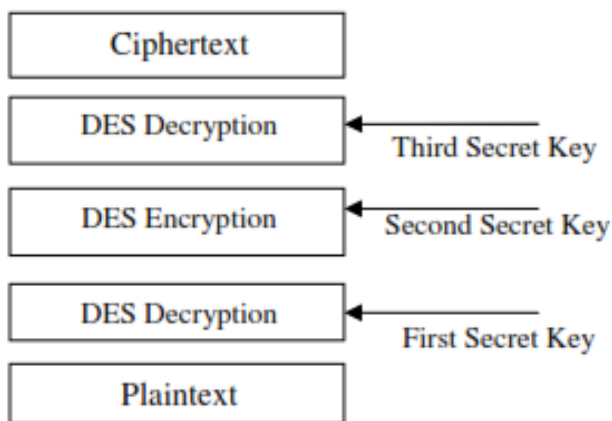 Ciphertext
DES Decryption
Third Secret Key
DES Encryption
Second Secret Key
DES Decryption
First Secret Key
Plaintext